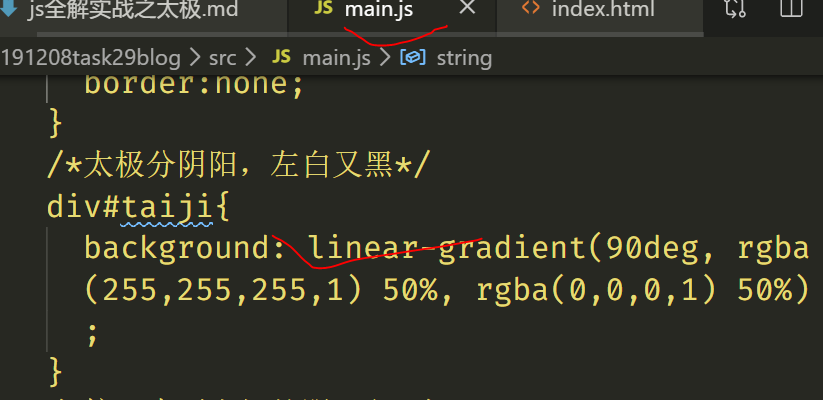 js全解实战之太极.md JS main.js × <> index.html
191208task29blog > src > JS main.js > string
border:none;
}
/*太极分阴阳，左白又黑*/
div#taiji{
background: linear-gradient(90deg, rgba
(255,255,255,1) 50%, rgba(0,0,0,1) 50%)
;
}